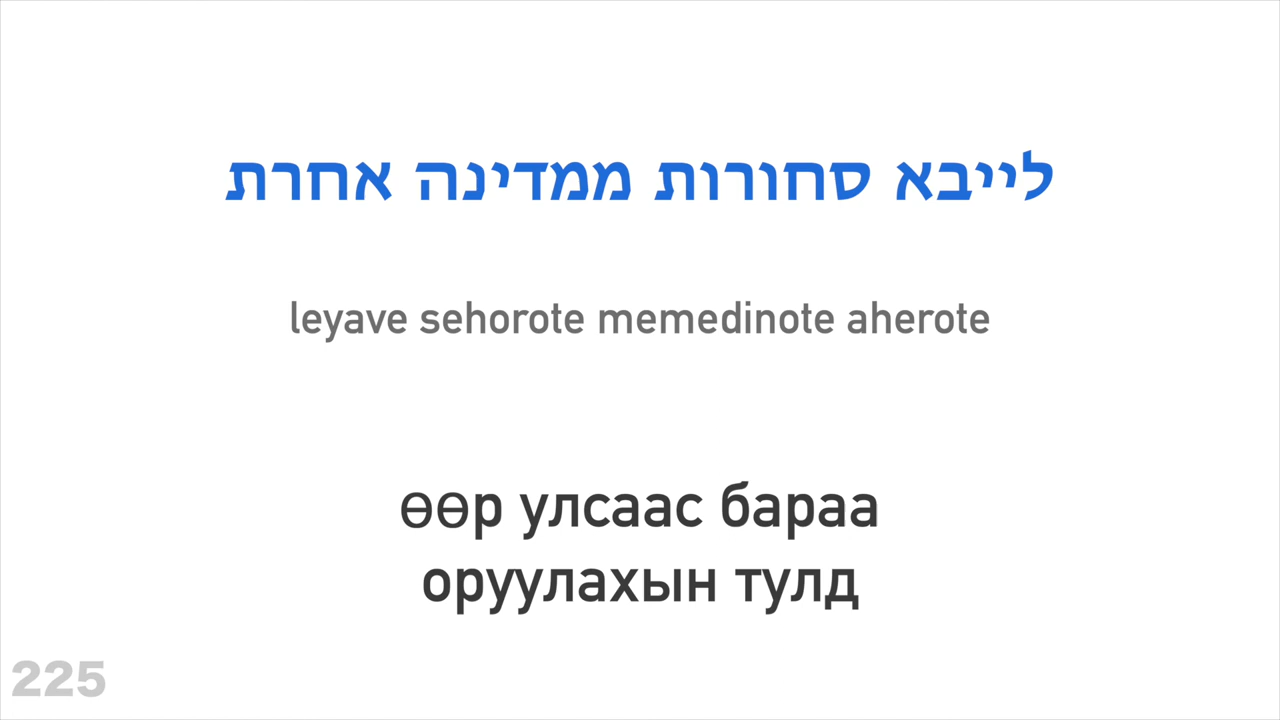 לייבא סחורות ממדינה אחרת
leyave sehorote memedinote aherote
өөр улсаас бараа
оруулахын тулд
225